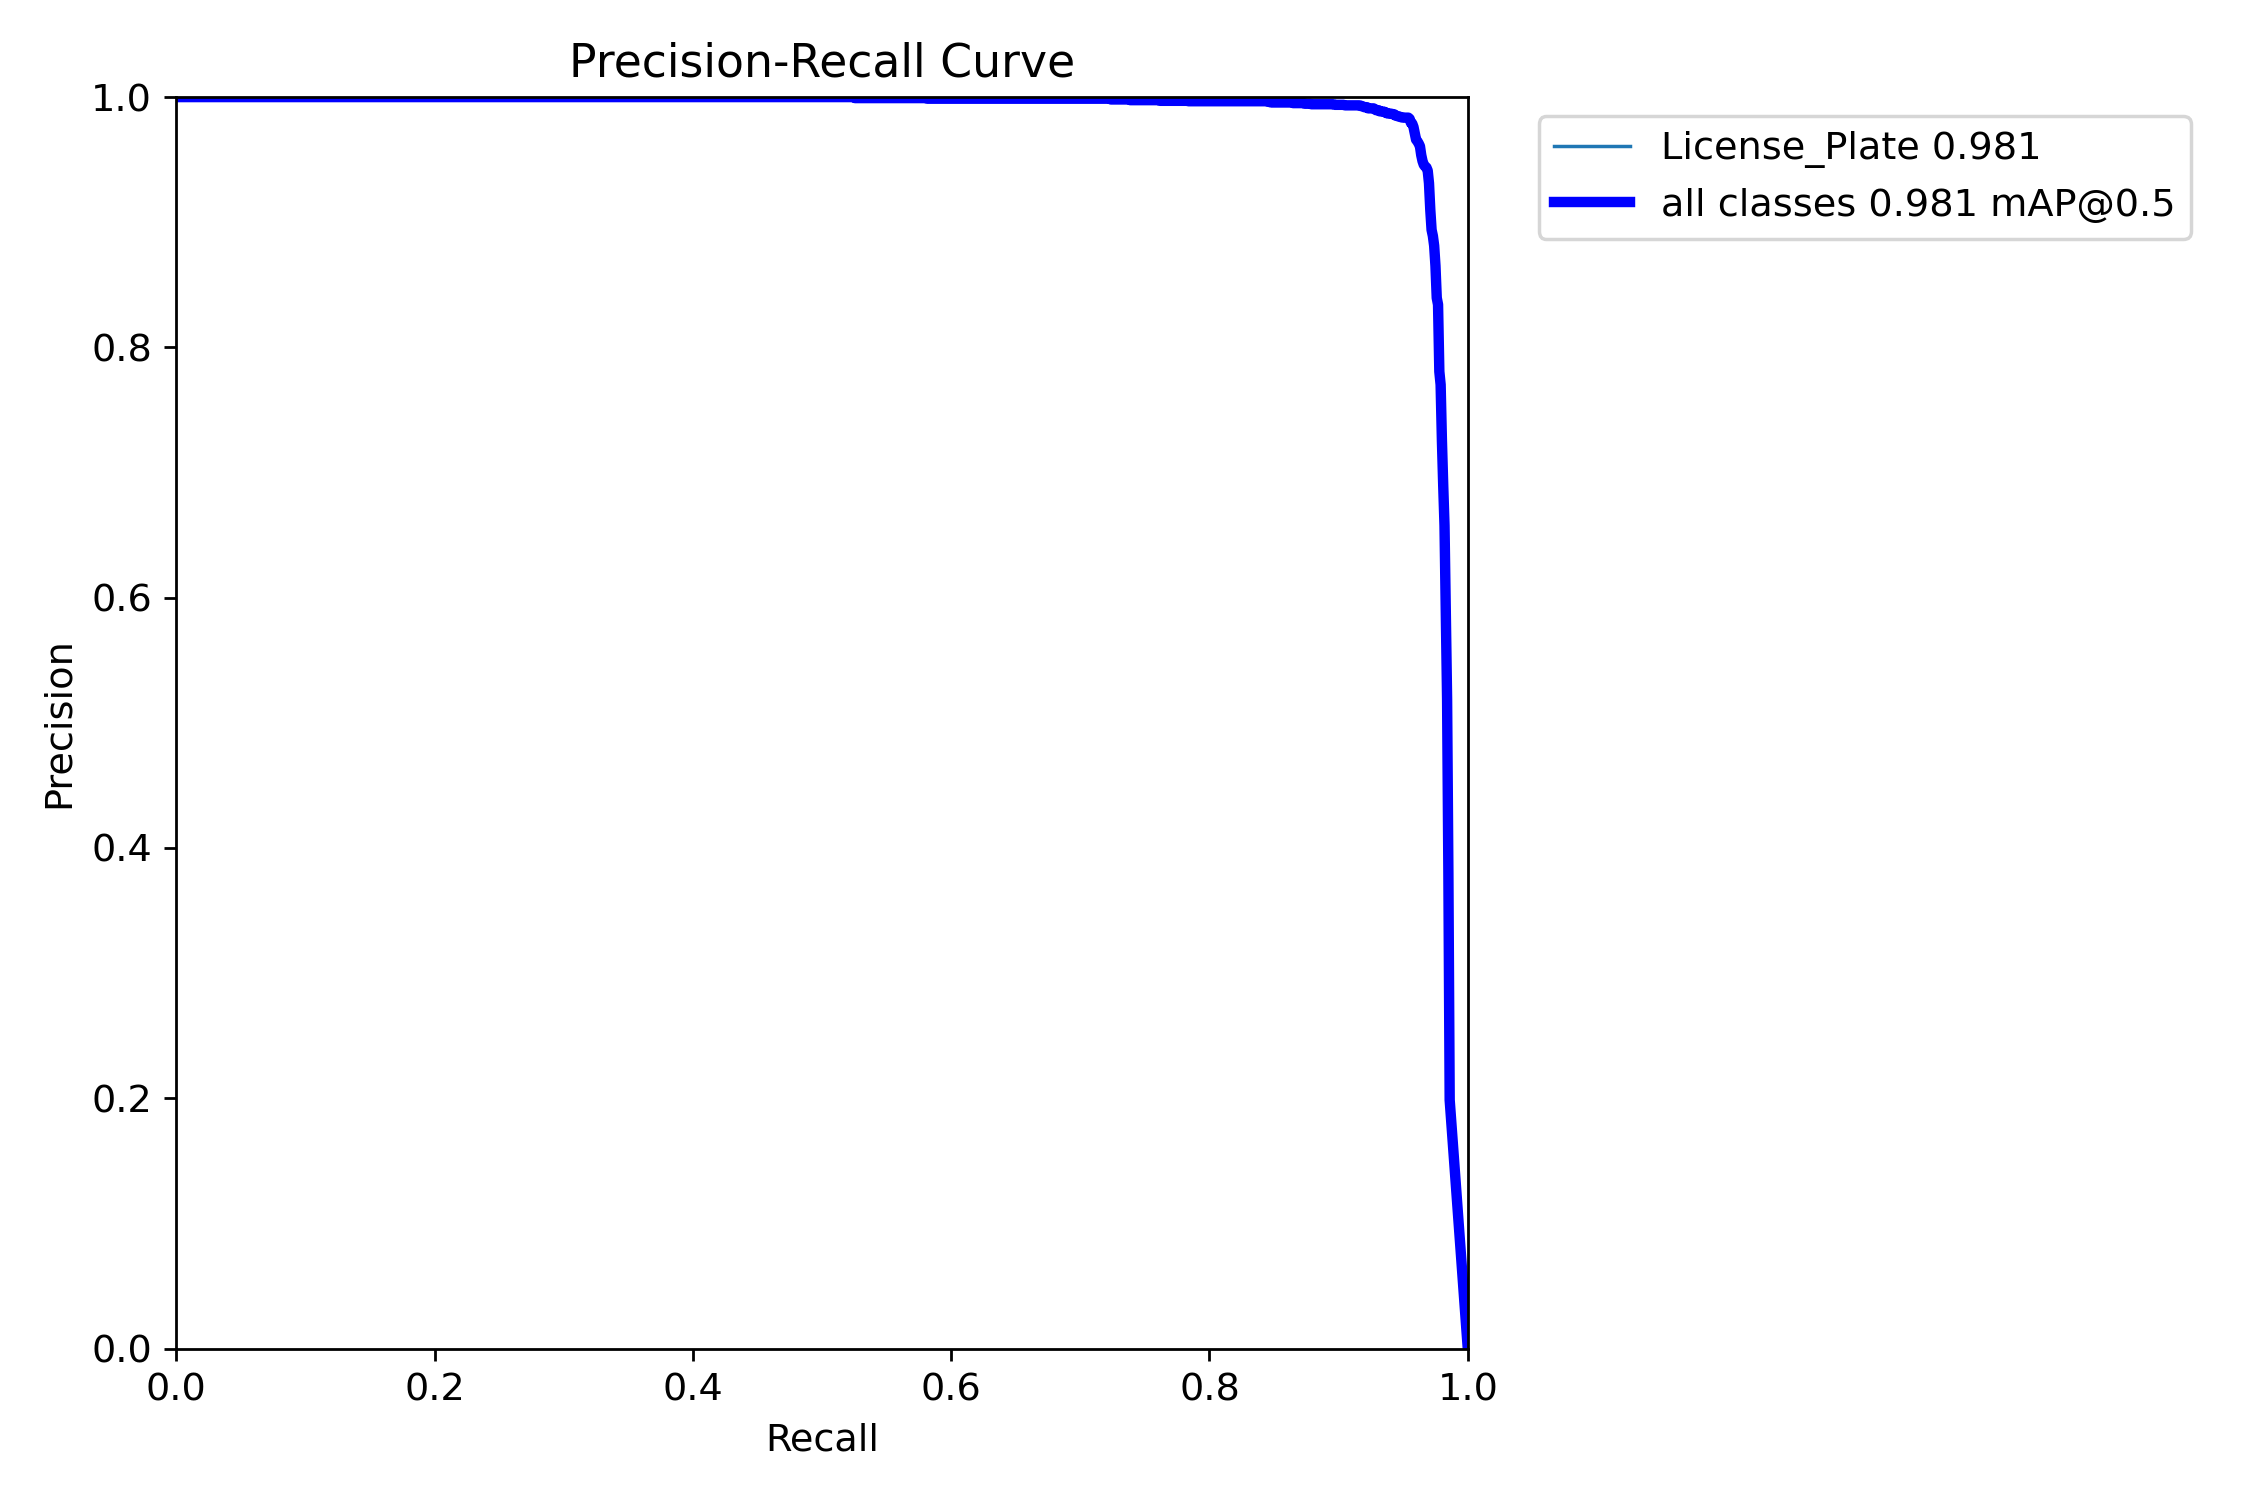 Precision-Recall Curve
1.0
0.8
0.6
0.4
0.2
0.0
Precision
0.0 0.2 0.4 0.6 0.8 1.0
Recall
License_Plate 0.981
all classes 0.981 mAP@0.5